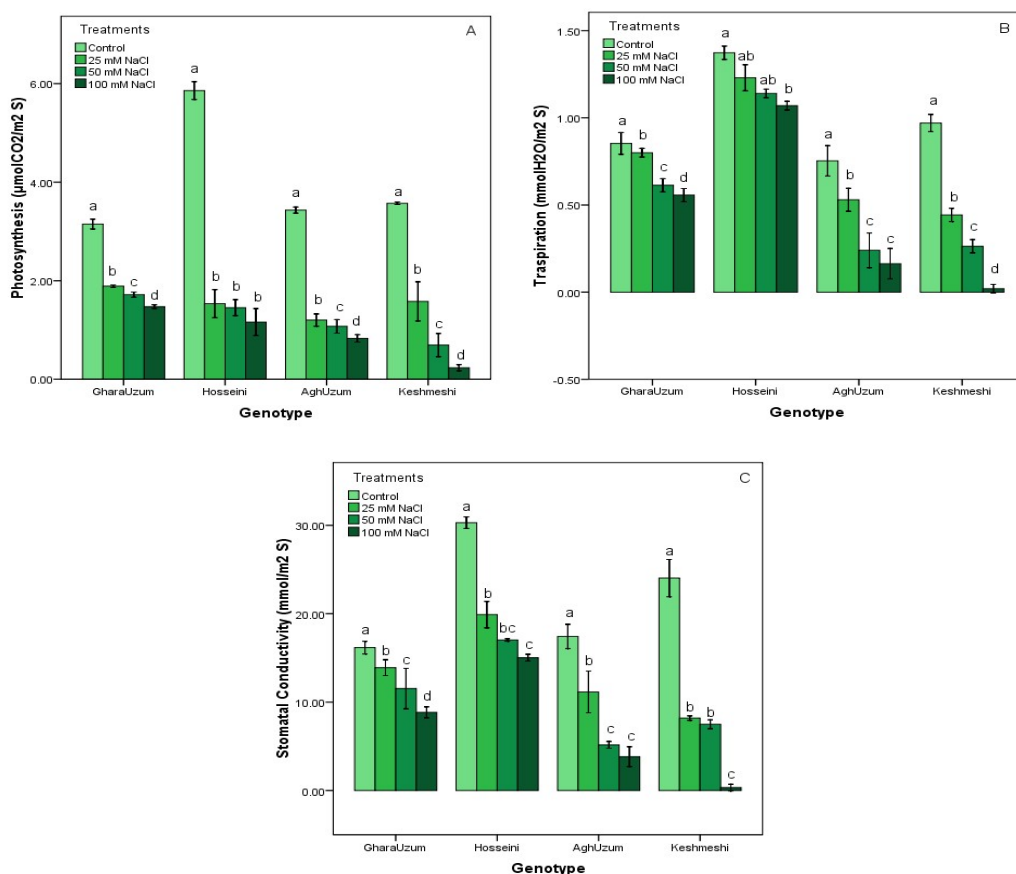 Treatments
A
Control
25 mM NaCl
50 mM NaCl
100 mM NaCl
Photosynthesis (µmolCO2/m2 S)
6.00
4.00
2.00
0.00
a
b
c
d
a
b
b
b
a
b
c
d
a
b
c
d
GharaUzum
Hosseini
AghUzum
Keshmeshi
Genotype
Treatments
B
Control
25 mM NaCl
50 mM NaCl
100 mM NaCl
Traspiration (mmolH2O/m2 S)
1.50
1.00
0.50
0.00
-0.50
a
b
c
d
a
ab
ab
b
a
b
c
c
a
b
c
d
GharaUzum
Hosseini
AghUzum
Keshmeshi
Genotype
Treatments
C
Control
25 mM NaCl
50 mM NaCl
100 mM NaCl
Stomatal Conductivity (mmol/m2 S)
30.00
20.00
10.00
0.00
a
b
c
d
a
b
bc
c
a
b
c
c
a
b
b
c
GharaUzum
Hosseini
AghUzum
Keshmeshi
Genotype